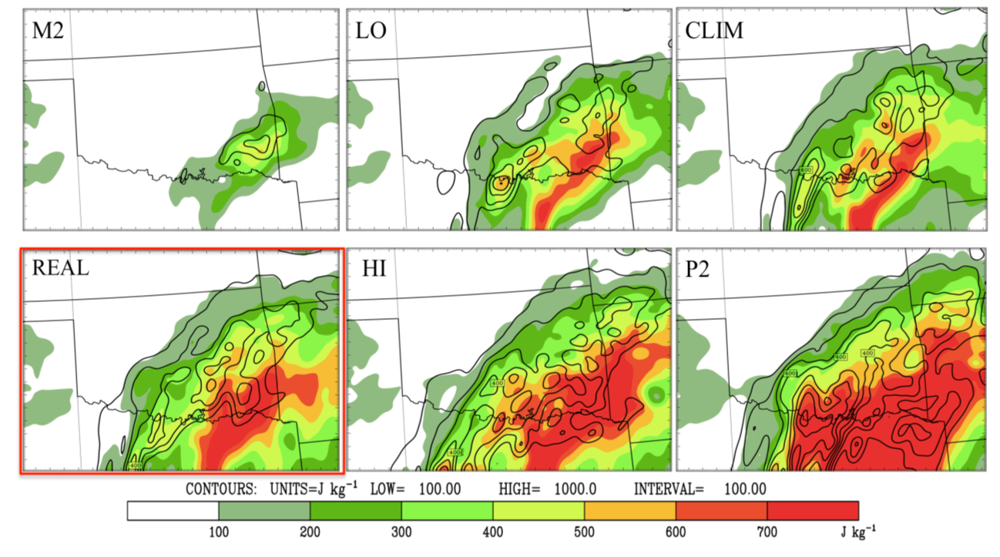 M2
LO
CLIM
400
REAL
HI
P2
400
400
400
400
400
400
CONTOURS: UNITS=J kg⁻¹ LOW= 100.00 HIGH= 1000.0 INTERVAL= 100.00
100 200 300 400 500 600 700 J kg⁻¹